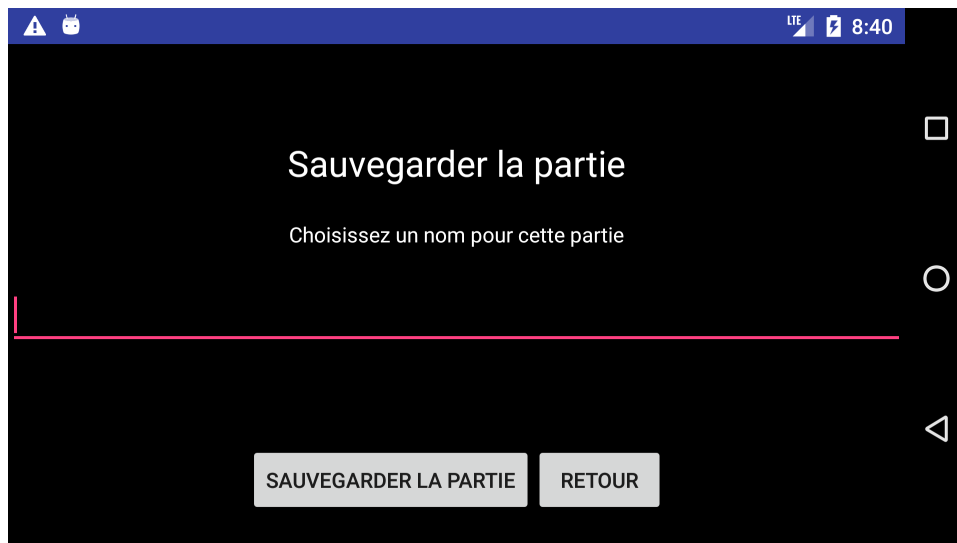 LTE 8:40
Sauvegarder la partie
Choisissez un nom pour cette partie
SAUVEGARDER LA PARTIE RETOUR